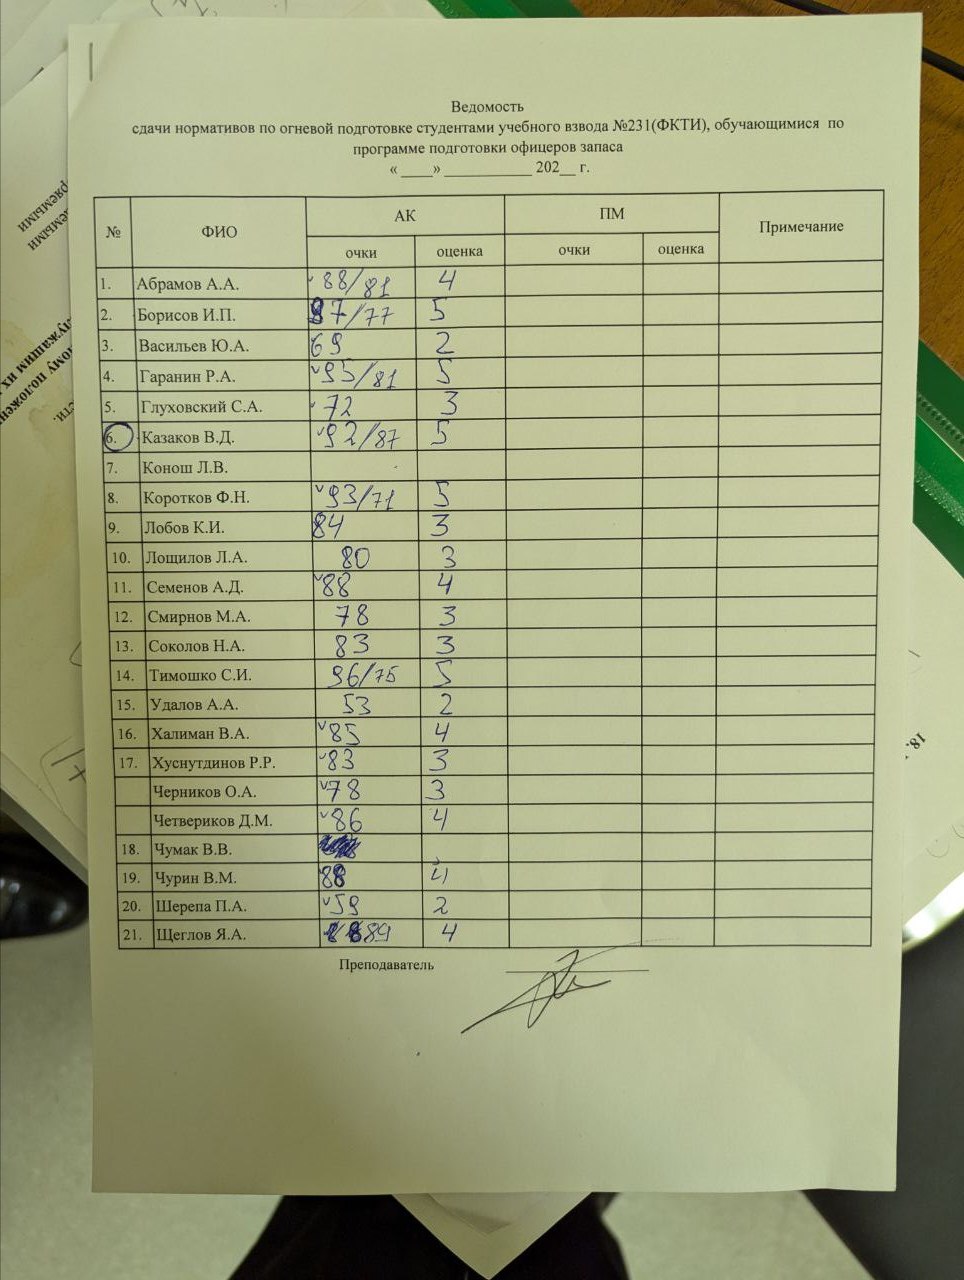 Ведомость
сдачи нормативов по огневой подготовке студентами учебного взвода №231(ФКТИ), обучающимися по
программе подготовки офицеров запаса
« ____» ___________ 202__ г.
№ ФИО АК ПМ Примечание
очки оценка очки оценка
1. Абрамов А.А. 88/81 4
2. Борисов И.П. 97/77 5
3. Васильев Ю.А. 69 2
4. Гаранин Р.А. 95/81 5
5. Глуховский С.А. 72 3
6. Казаков В.Д. 92/87 5
7. Конош Л.В.
8. Коротков Ф.Н. 93/71 5
9. Лобов К.И. 84 3
10. Лощилов Л.А. 80 3
11. Семенов А.Д. 88 4
12. Смирнов М.А. 78 3
13. Соколов Н.А. 83 3
14. Тимошко С.И. 96/75 5
15. Удалов А.А. 53 2
16. Халиман В.А. 85 4
17. Хуснутдинов Р.Р. 83 3
Черников О.А. 78 3
Четвериков Д.М. 86 4
18. Чумак В.В.
19. Чурин В.М. 88 4
20. Шерепа П.А. 59 2
21. Щеглов Я.А. 89 4
Преподаватель
18.